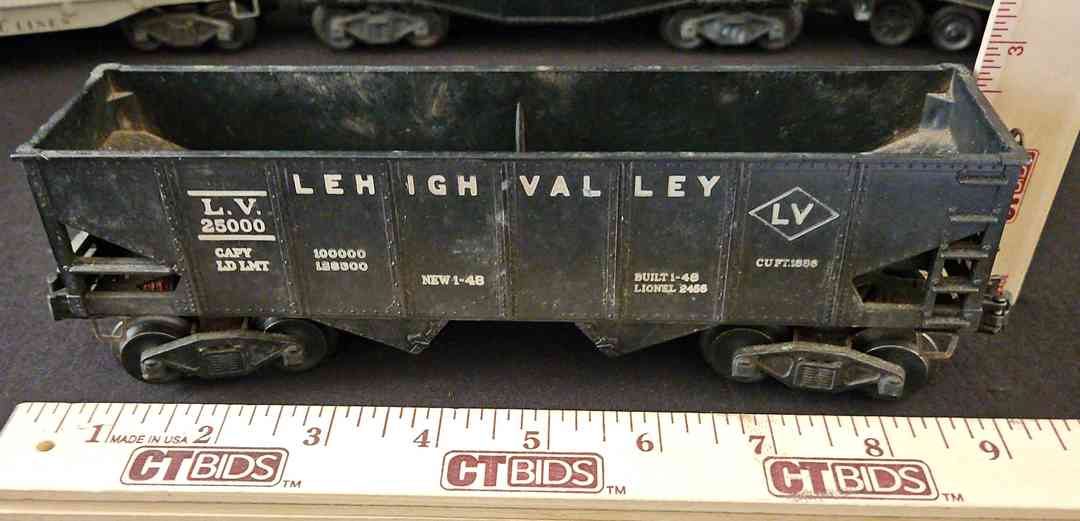 LINES
3
LEHIGH VALLEY
L.V.
25000
CAPY 100000
LD LMT 128300
NEW 1-48
BUILT 1-48
LIONEL 2456
LV
CU FT. 1886
1 MADE IN USA 2 3 4 5 6 7 8 9
CTBIDS TM CTBIDS TM CTBIDS TM